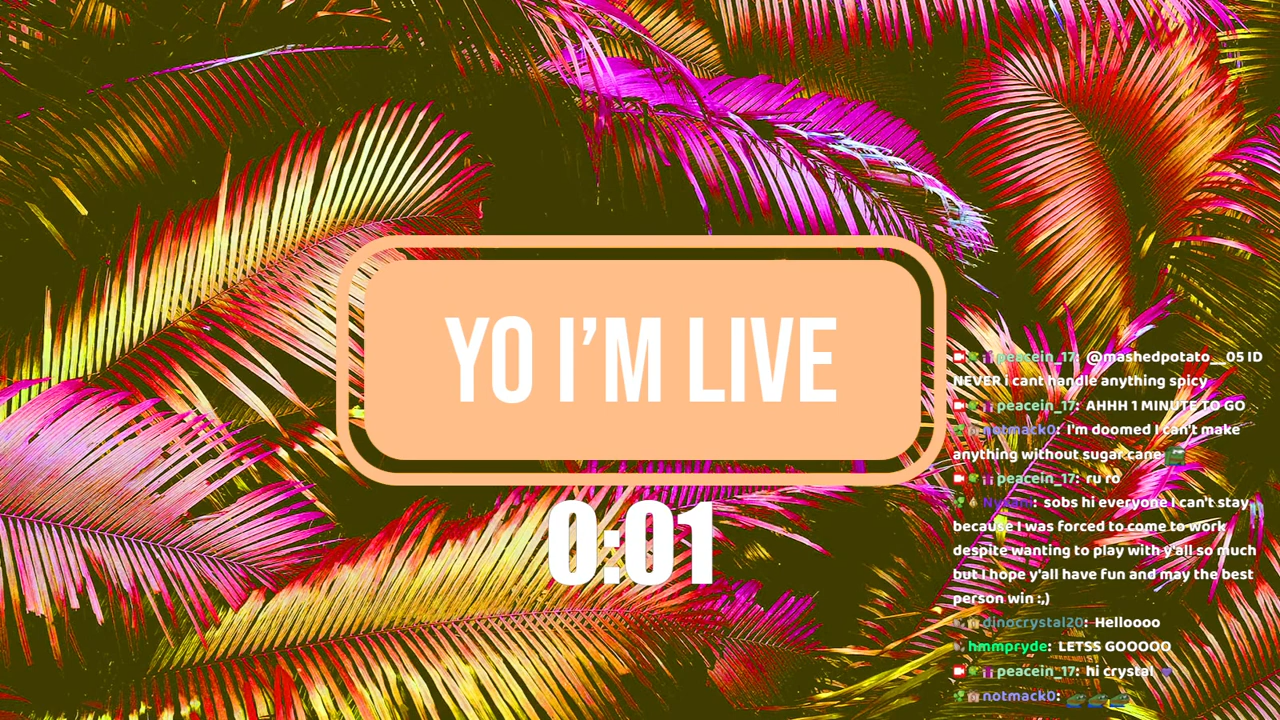 YO I'M LIVE
0:01
peacein_17: @mashedpotato__05 ID
NEVER i cant handle anything spicy
peacein_17: AHHH 1 MINUTE TO GO
notmack0: I'm doomed I can't make
anything without sugar cane
peacein_17: ru ro
: sobs hi everyone I can't stay
because I was forced to come to work
despite wanting to play with y'all so much
but I hope y'all have fun and may the best
person win :,)
dinocrystal20: Helloooo
hmmpryde: LETSS GOOOOO
peacein_17: hi crystal
notmack0: